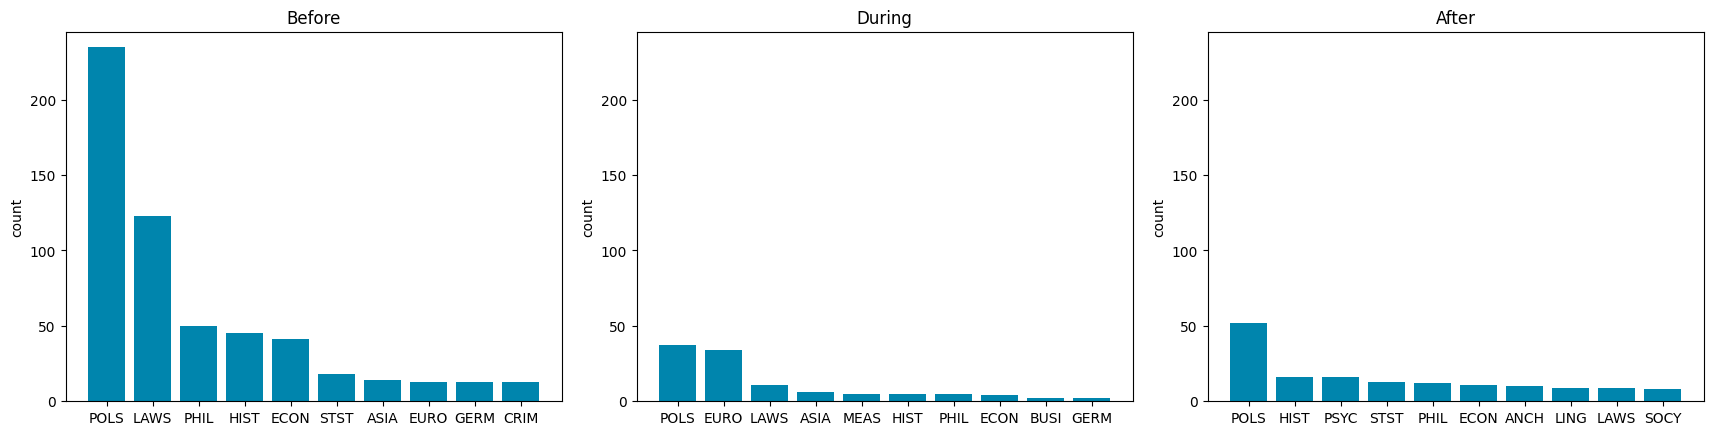 Before
count
200
150
100
50
0
POLS LAWS PHIL HIST ECON STST ASIA EURO GERM CRIM
During
count
200
150
100
50
0
POLS EURO LAWS ASIA MEAS HIST PHIL ECON BUSI GERM
After
count
200
150
100
50
0
POLS HIST PSYC STST PHIL ECON ANCH LING LAWS SOCY